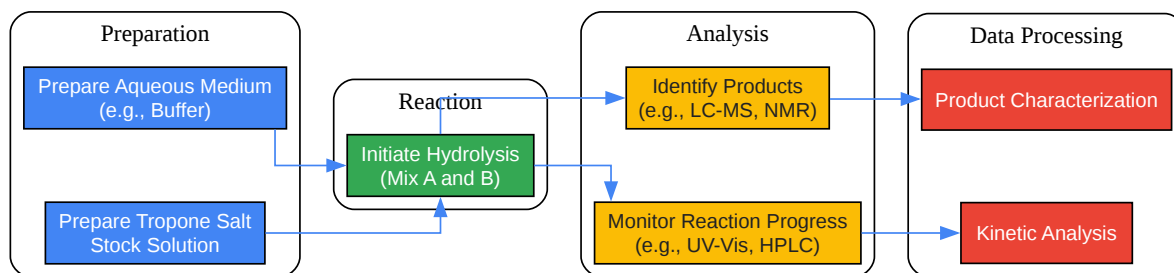 Preparation
Prepare Aqueous Medium
(e.g., Buffer)
Prepare Tropone Salt
Stock Solution
Reaction
Initiate Hydrolysis
(Mix A and B)
Analysis
Identify Products
(e.g., LC-MS, NMR)
Monitor Reaction Progress
(e.g., UV-Vis, HPLC)
Data Processing
Product Characterization
Kinetic Analysis